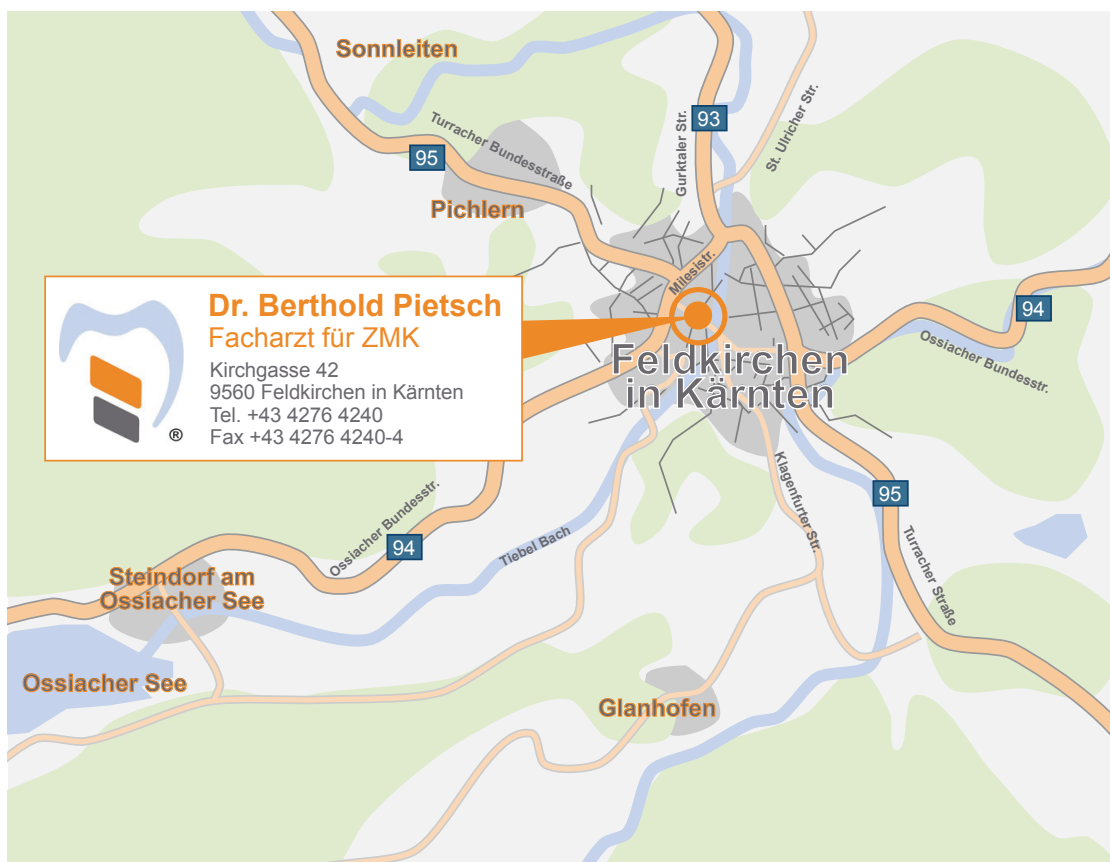 Sonnleiten
93
St. Ulricher Str.
Gurktaler Str.
Turracher Bundesstraße
95
Pichlern
Milesistr.
Dr. Berthold Pietsch
Facharzt für ZMK
Kirchgasse 42
9560 Feldkirchen in Kärnten
Tel. +43 4276 4240
Fax +43 4276 4240-4
®
94
Ossiacher Bundesstr.
Feldkirchen
in Kärnten
Klagenfurter Str.
95
Ossiacher Bundesstr.
94
Tiebel Bach
Turracher Straße
Steindorf am
Ossiacher See
Ossiacher See
Glanhofen